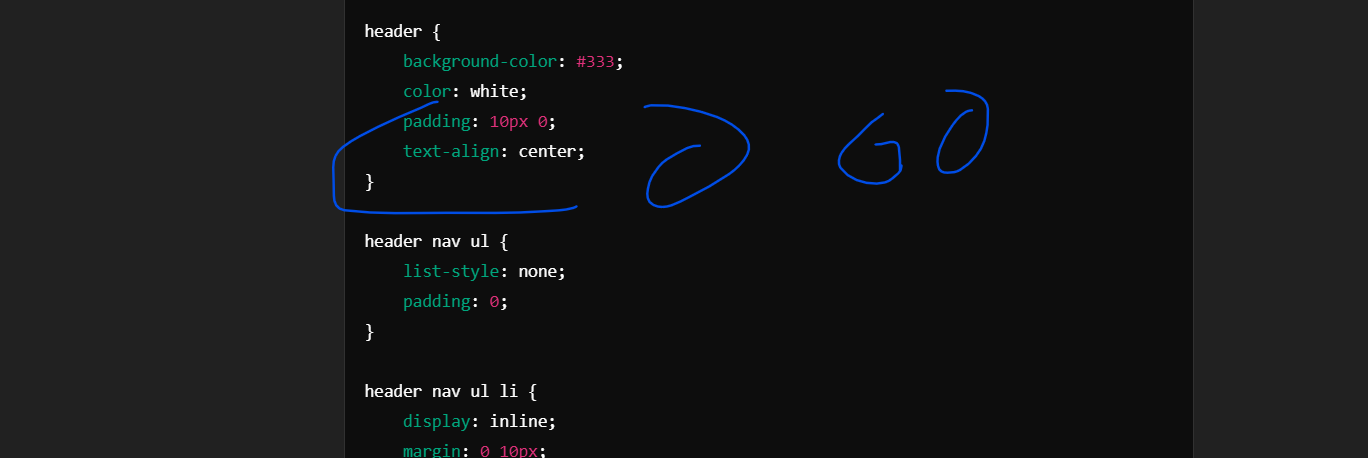 header {
    background-color: #333;
    color: white;
    padding: 10px 0;
    text-align: center;
}
header nav ul {
    list-style: none;
    padding: 0;
}
header nav ul li {
    display: inline;
    margin: 0 10px;